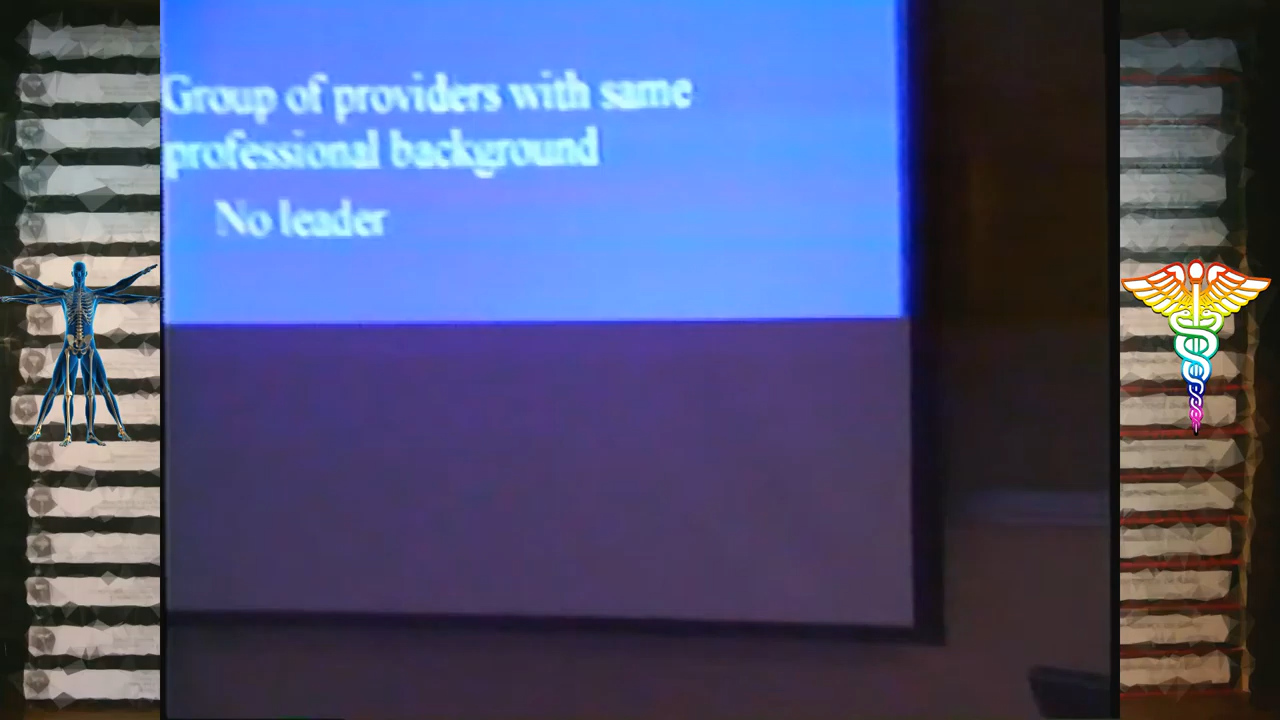 Group of providers with same
professional background
No leader